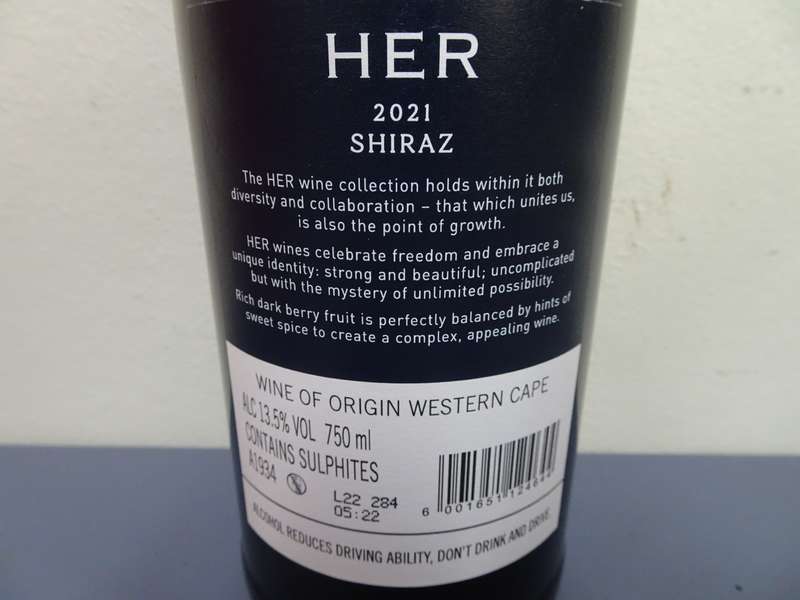 HER
2021
SHIRAZ
The HER wine collection holds within it both
diversity and collaboration – that which unites us,
is also the point of growth.
HER wines celebrate freedom and embrace a
unique identity: strong and beautiful; uncomplicated
but with the mystery of unlimited possibility.
Rich dark berry fruit is perfectly balanced by hints of
sweet spice to create a complex, appealing wine.
WINE OF ORIGIN WESTERN CAPE
ALC 13.5% VOL 750 ml
CONTAINS SULPHITES
A1934
L22 284
05:22
6 001651 124644
ALCOHOL REDUCES DRIVING ABILITY, DON'T DRINK AND DRIVE.